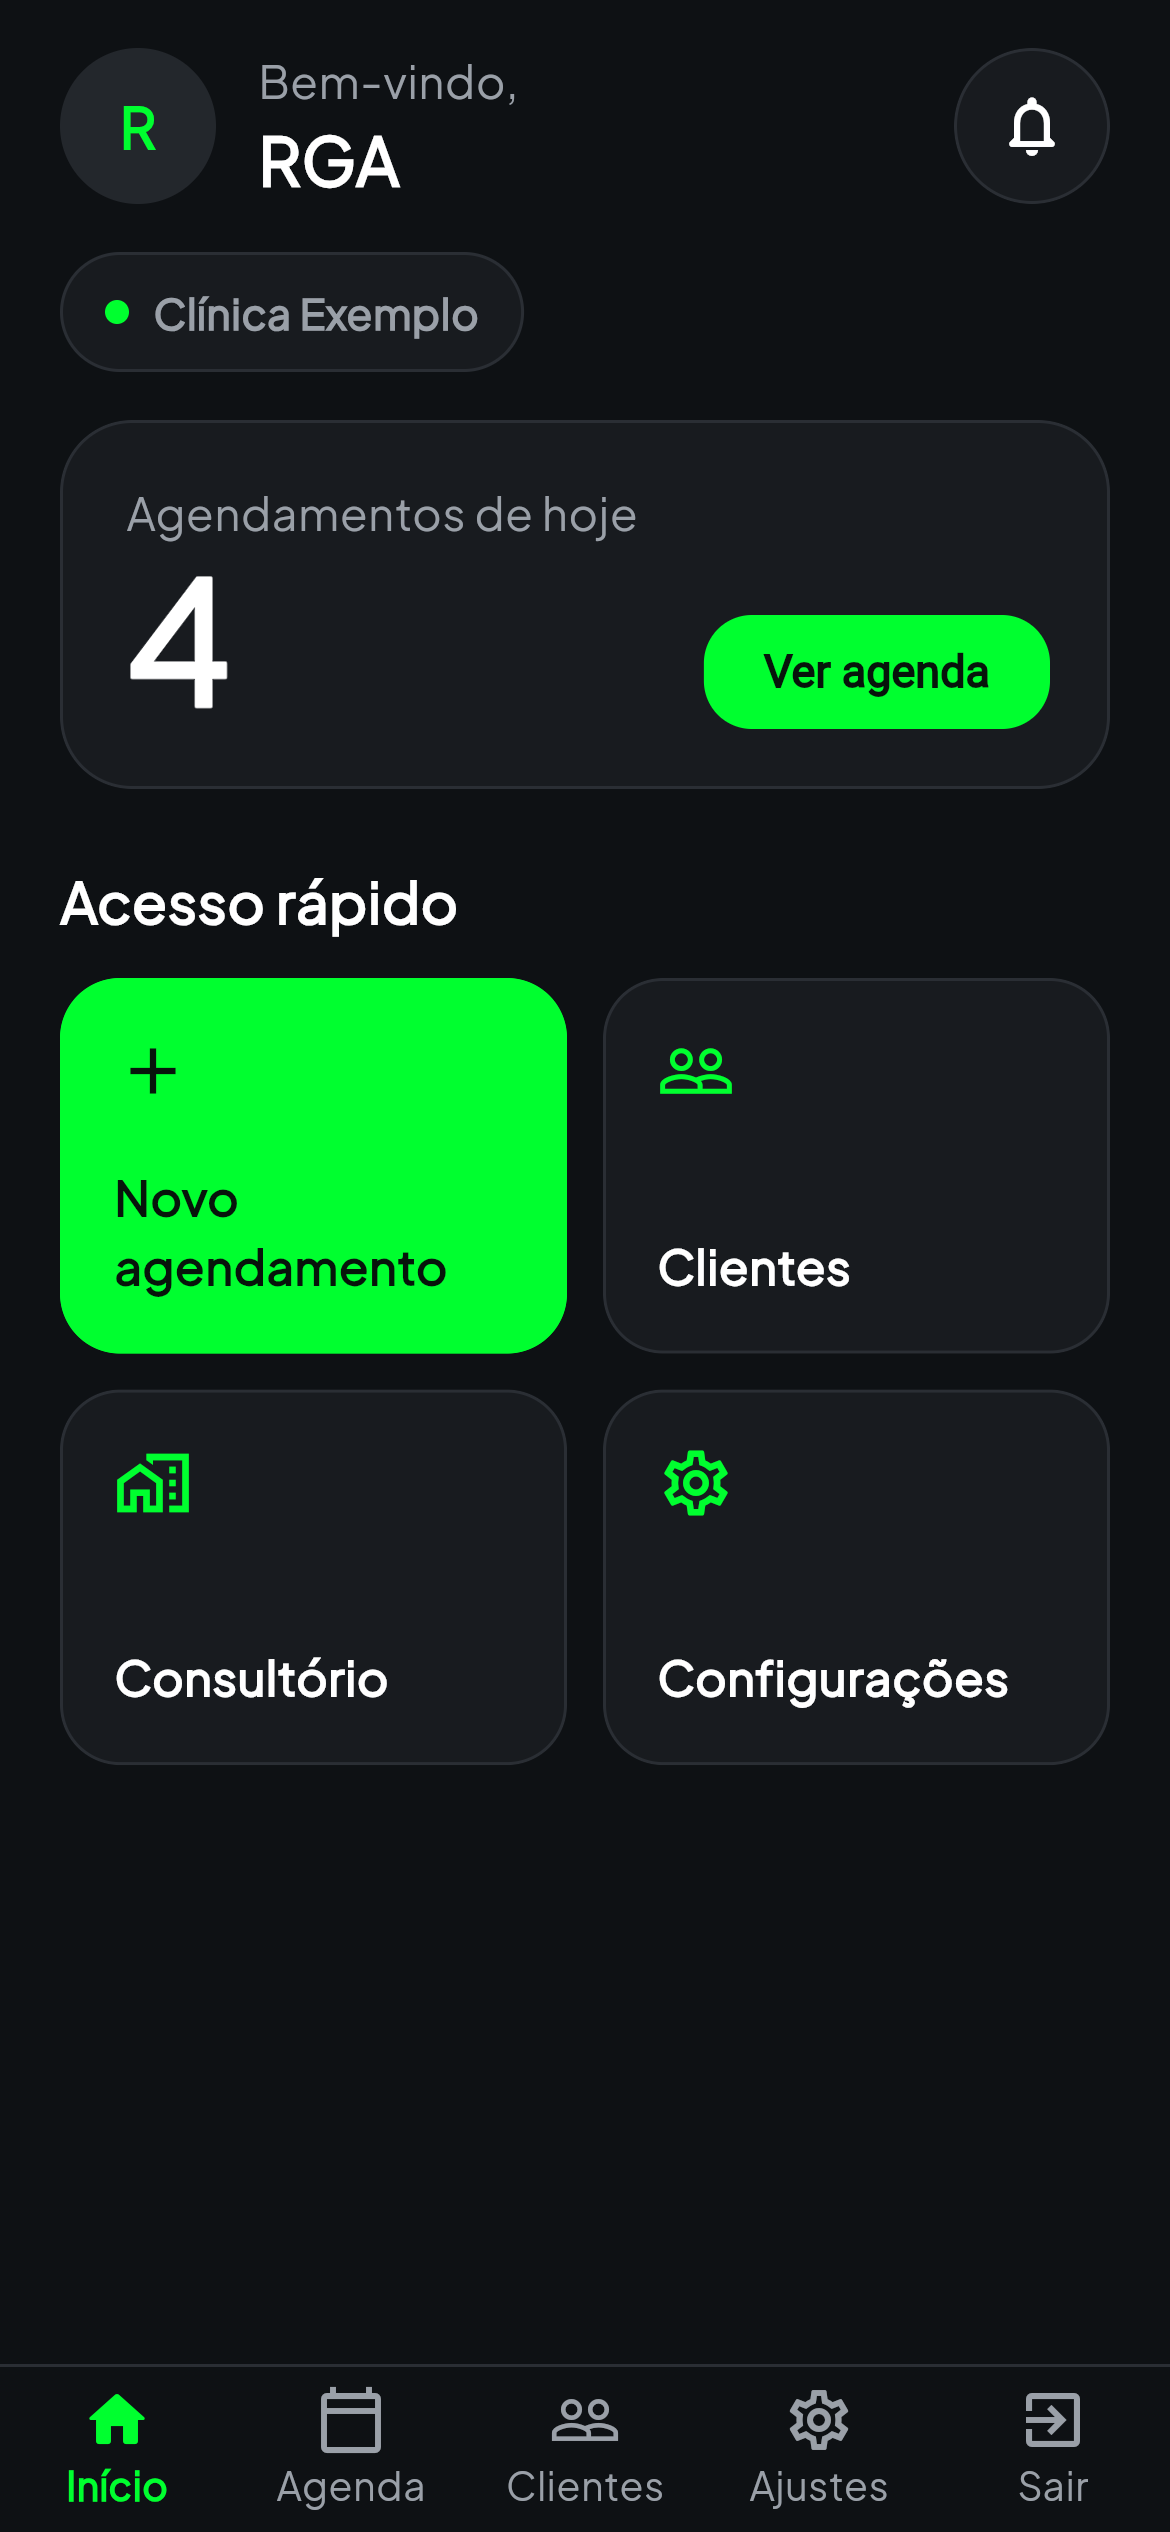 R
Bem-vindo,
RGA
Clínica Exemplo
Agendamentos de hoje
4
Ver agenda
Acesso rápido
Novo
agendamento
Clientes
Consultório
Configurações
Início
Agenda
Clientes
Ajustes
Sair